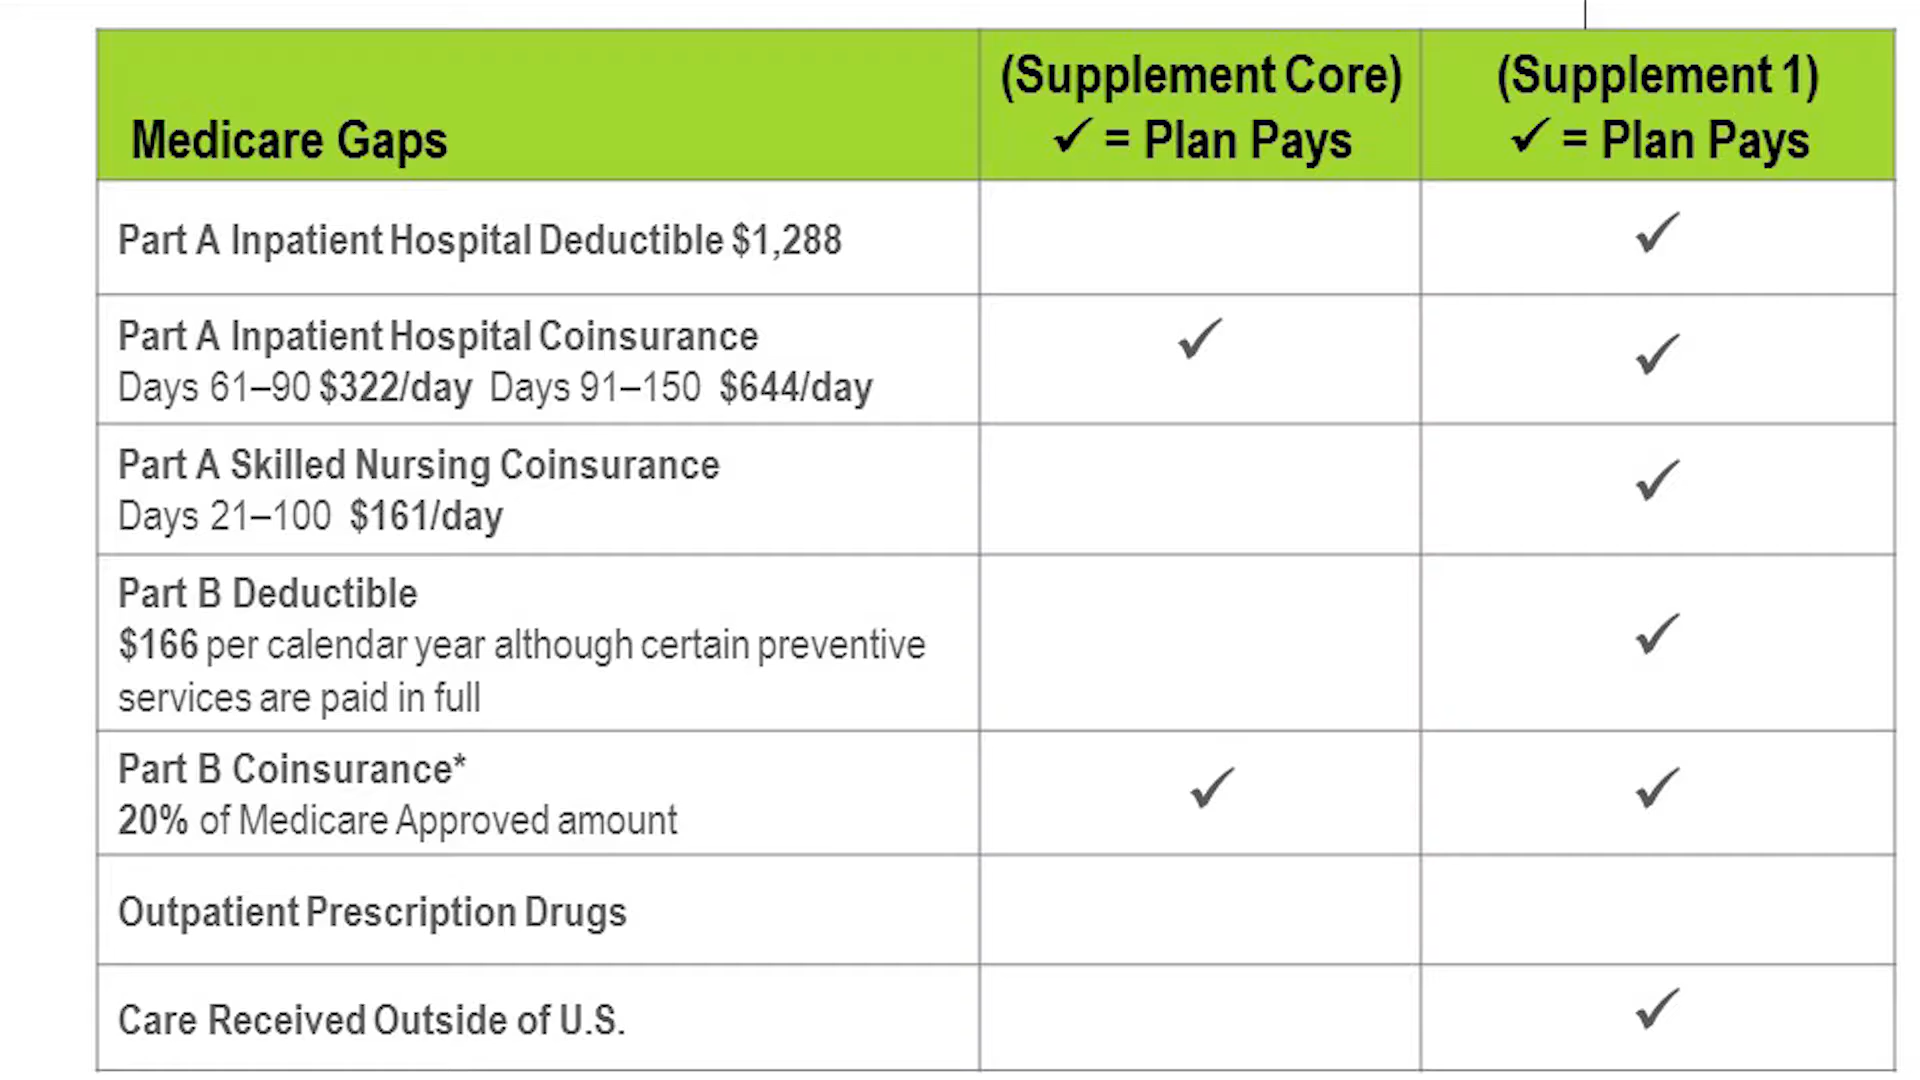 Medicare Gaps
(Supplement Core)
✓ = Plan Pays
(Supplement 1)
✓ = Plan Pays
Part A Inpatient Hospital Deductible $1,288
✓
Part A Inpatient Hospital Coinsurance
Days 61–90 $322/day Days 91–150 $644/day
✓
✓
Part A Skilled Nursing Coinsurance
Days 21–100 $161/day
✓
Part B Deductible
$166 per calendar year although certain preventive
services are paid in full
✓
Part B Coinsurance*
20% of Medicare Approved amount
✓
✓
Outpatient Prescription Drugs
Care Received Outside of U.S.
✓